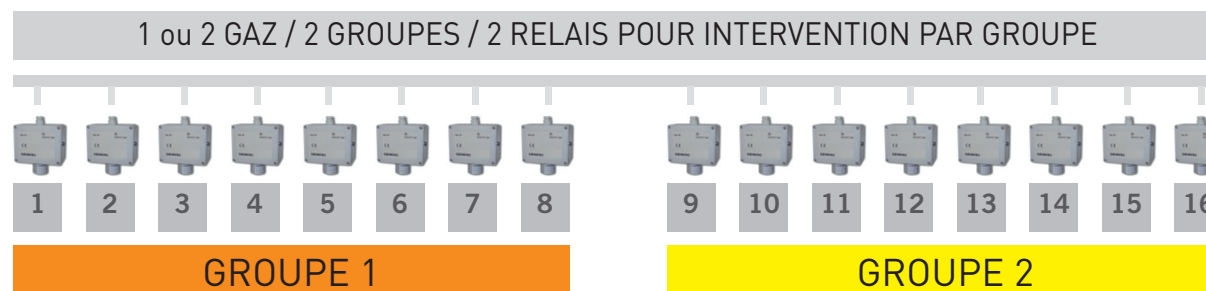 1 ou 2 GAZ / 2 GROUPES / 2 RELAIS POUR INTERVENTION PAR GROUPE
1 2 3 4 5 6 7 8 9 10 11 12 13 14 15 16
GROUPE 1 GROUPE 2